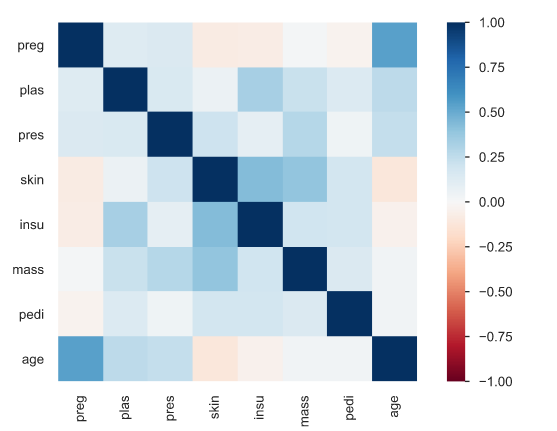 preg
plas
pres
skin
insu
mass
pedi
age
preg
plas
pres
skin
insu
mass
pedi
age
1.00
0.75
0.50
0.25
0.00
−0.25
−0.50
−0.75
−1.00